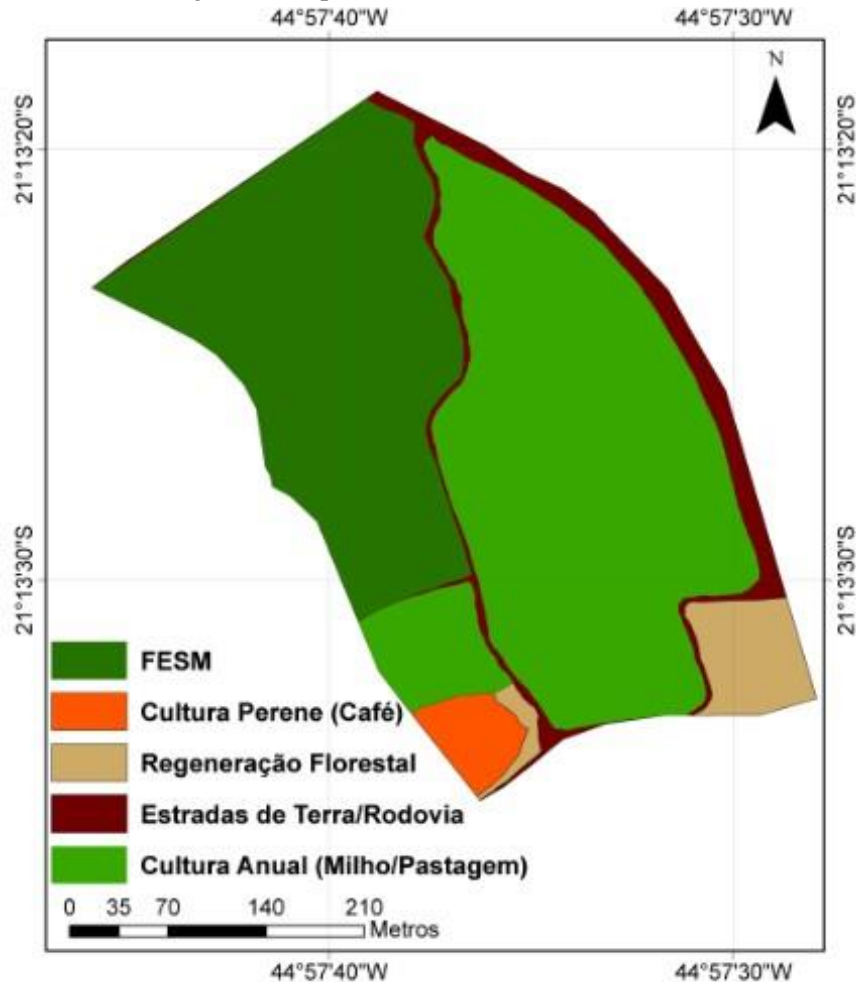 44°57'40"W 44°57'30"W
N
21°13'20"S 21°13'20"S
21°13'30"S 21°13'30"S
FESM
Cultura Perene (Café)
Regeneração Florestal
Estradas de Terra/Rodovia
Cultura Anual (Milho/Pastagem)
0 35 70 140 210
Metros
44°57'40"W 44°57'30"W